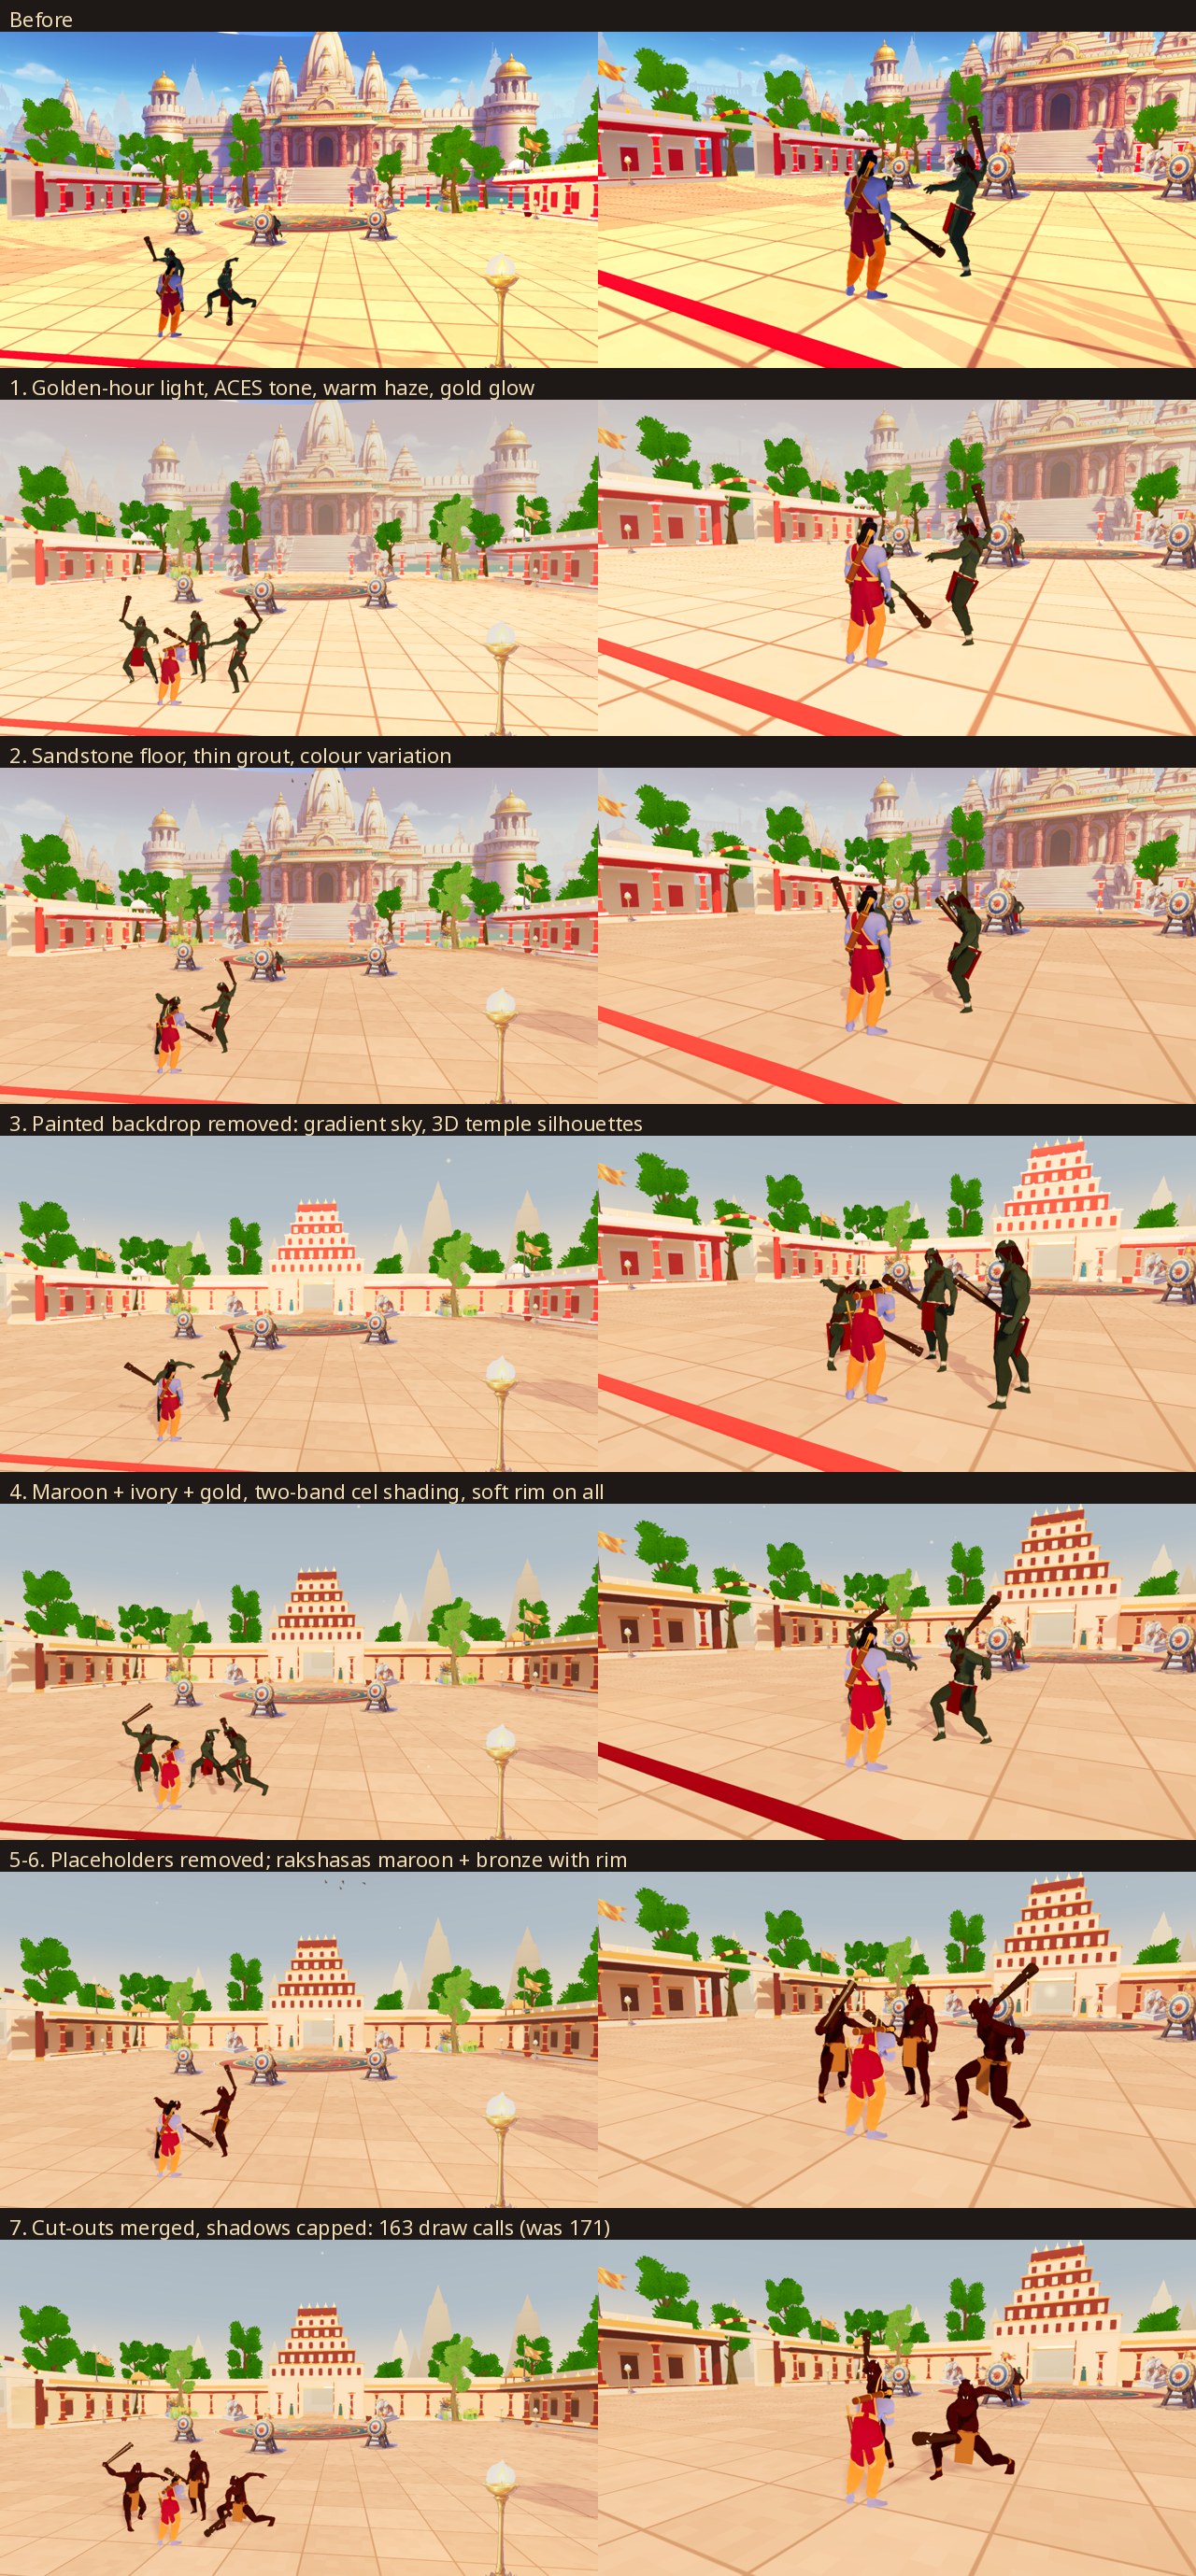 Before
1. Golden-hour light, ACES tone, warm haze, gold glow
2. Sandstone floor, thin grout, colour variation
3. Painted backdrop removed: gradient sky, 3D temple silhouettes
4. Maroon + ivory + gold, two-band cel shading, soft rim on all
5-6. Placeholders removed; rakshasas maroon + bronze with rim
7. Cut-outs merged, shadows capped: 163 draw calls (was 171)